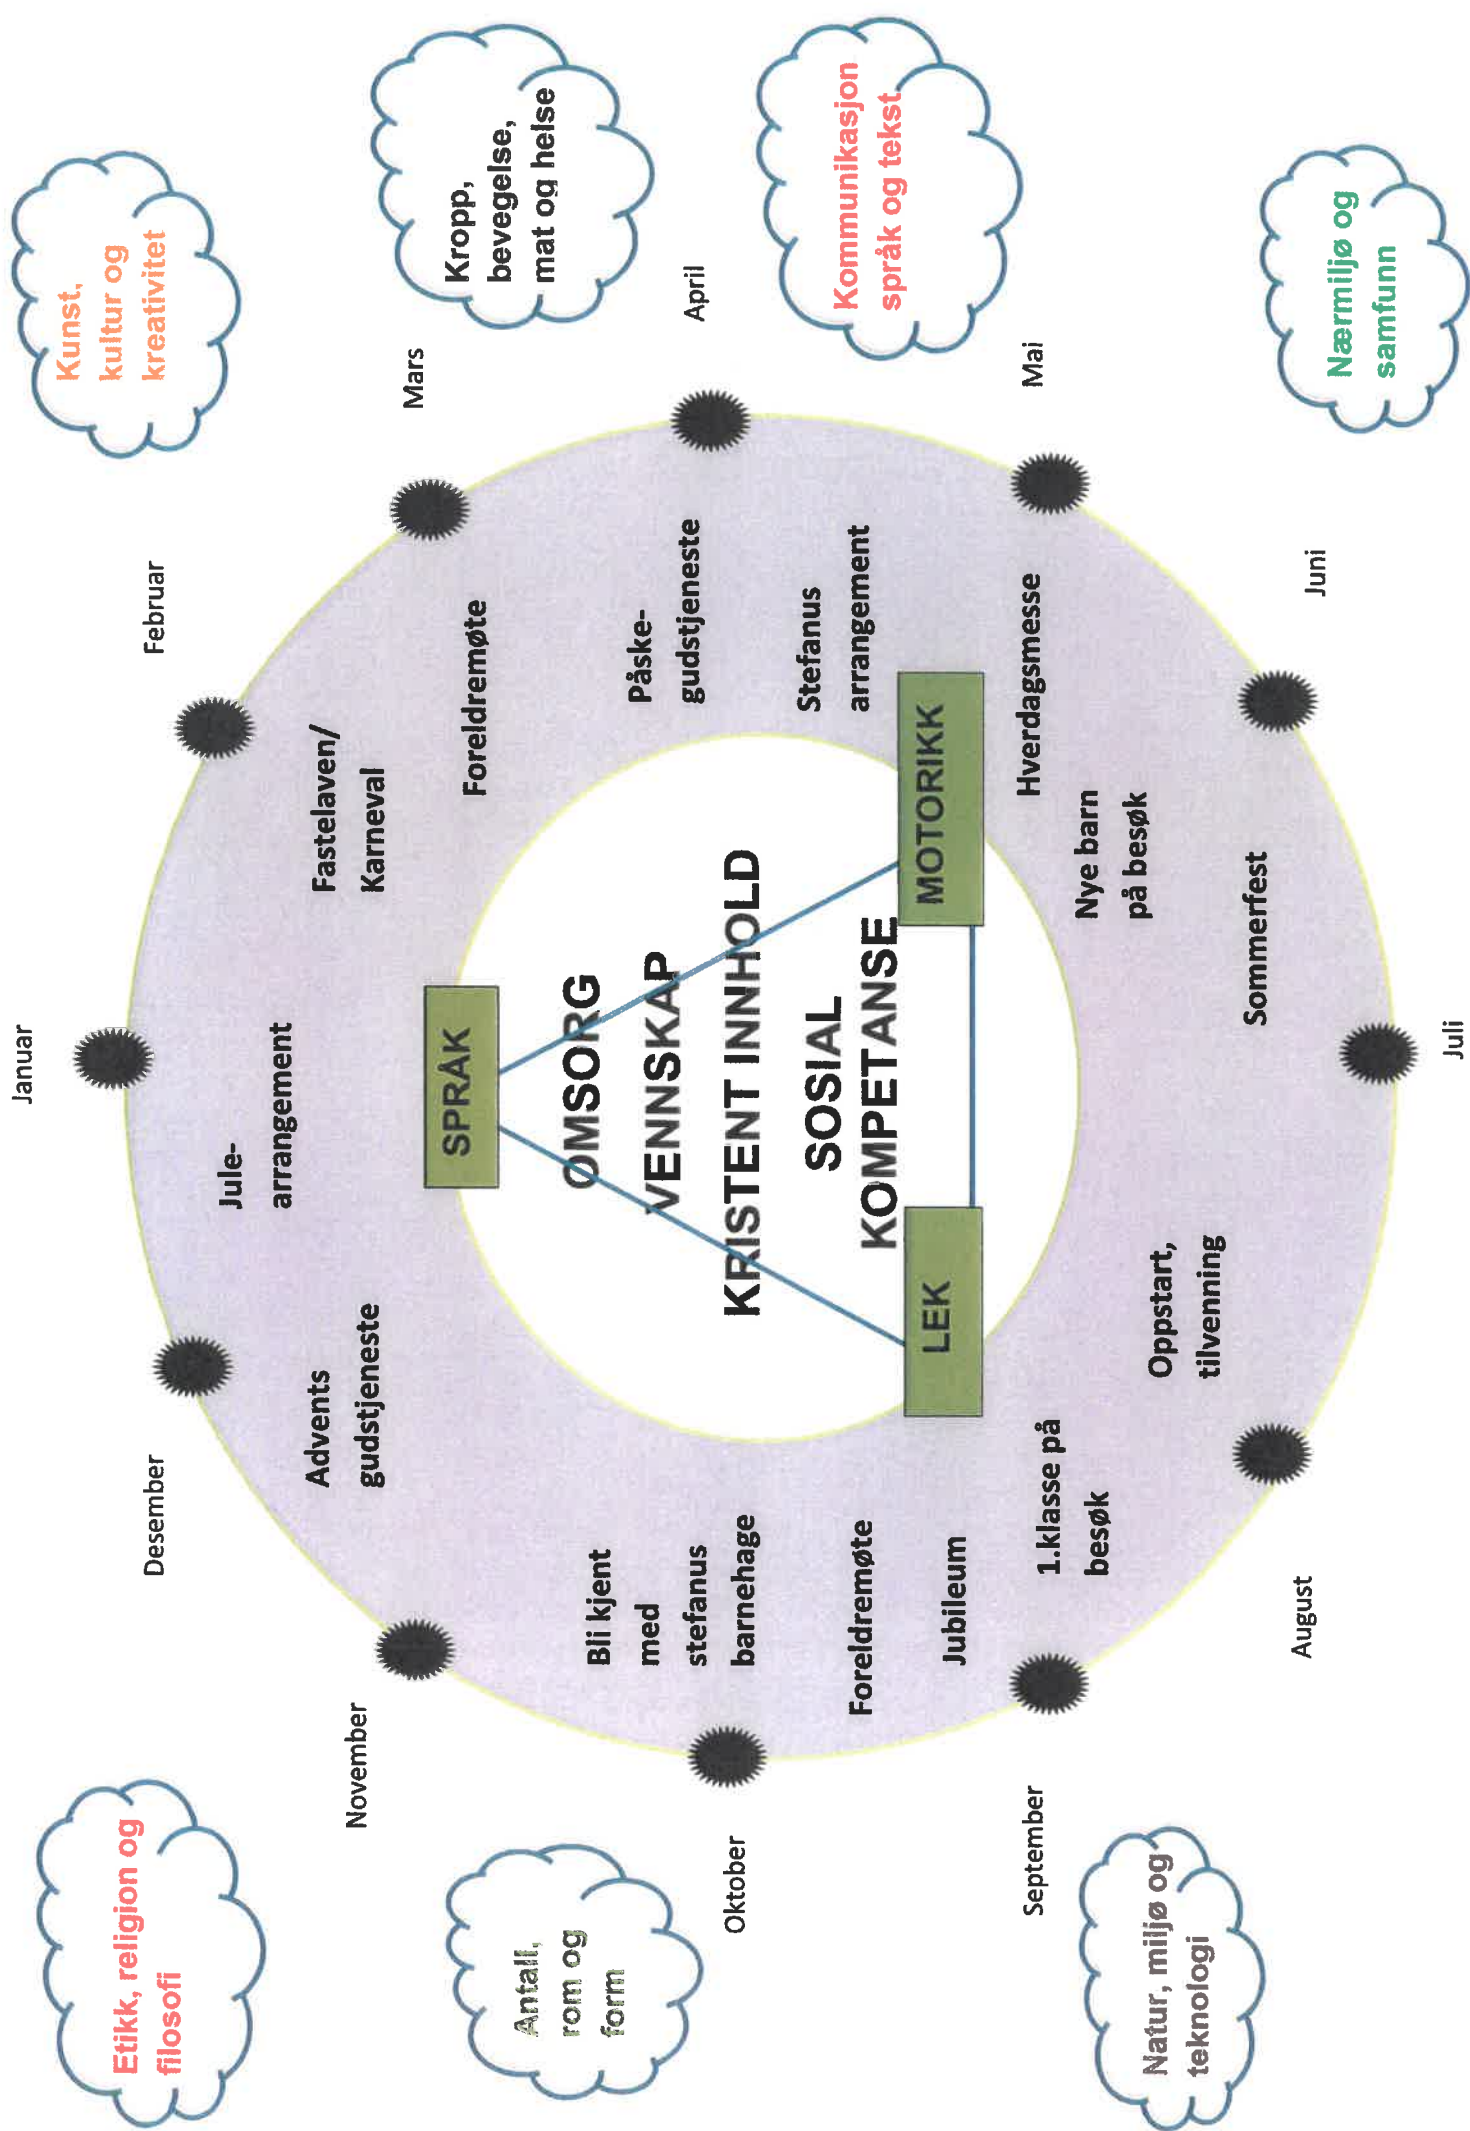 Januar
Februar
Mars
April
Mai
Juni
Juli
August
September
Oktober
November
Desember
Kunst,
kultur og
kreativitet
Kropp,
bevegelse,
mat og helse
Kommunikasjon
språk og tekst
Nærmiljø og
samfunn
Natur, miljø og
teknologi
Antall,
rom og
form
Etikk, religion og
filosofi
Jule-
arrangement
Fastelaven/
Karneval
Foreldremøte
Påske-
gudstjeneste
Stefanus
arrangement
Hverdagsmesse
Nye barn
på besøk
Sommerfest
Oppstart,
tilvenning
1.klasse på
besøk
Jubileum
Foreldremøte
Bli kjent
med
stefanus
barnehage
Advents
gudstjeneste
SPRÅK
OMSORG
VENNSKAP
KRISTENT INNHOLD
SOSIAL
KOMPETANSE
LEK
MOTORIKK